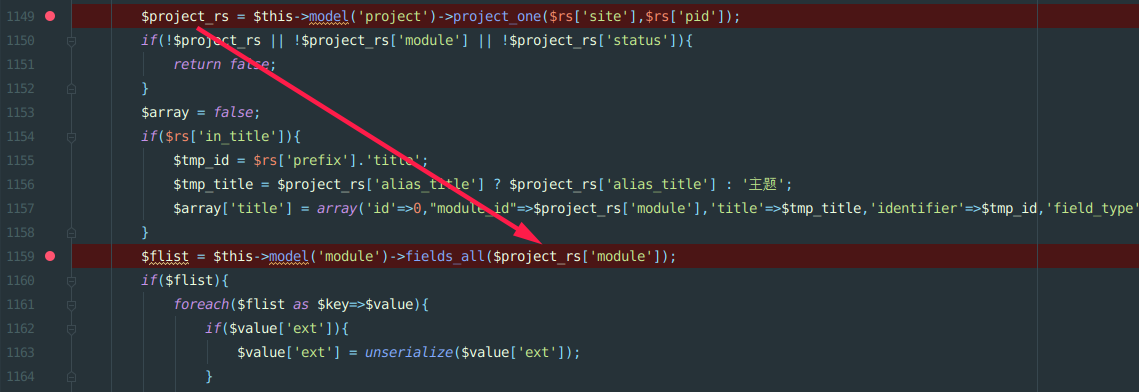 1149 $project_rs = $this->model('project')->project_one($rs['site'],$rs['pid']);
1150 if(!$project_rs || !$project_rs['module'] || !$project_rs['status']){
1151 return false;
1152 }
1153 $array = false;
1154 if($rs['in_title']){
1155 $tmp_id = $rs['prefix'].'title';
1156 $tmp_title = $project_rs['alias_title'] ? $project_rs['alias_title'] : '主题';
1157 $array['title'] = array('id'=>0,"module_id"=>$project_rs['module'],'title'=>$tmp_title,'identifier'=>$tmp_id,'field_type'
1158 }
1159 $flist = $this->model('module')->fields_all($project_rs['module']);
1160 if($flist){
1161 foreach($flist as $key=>$value){
1162 if($value['ext']){
1163 $value['ext'] = unserialize($value['ext']);
1164 }